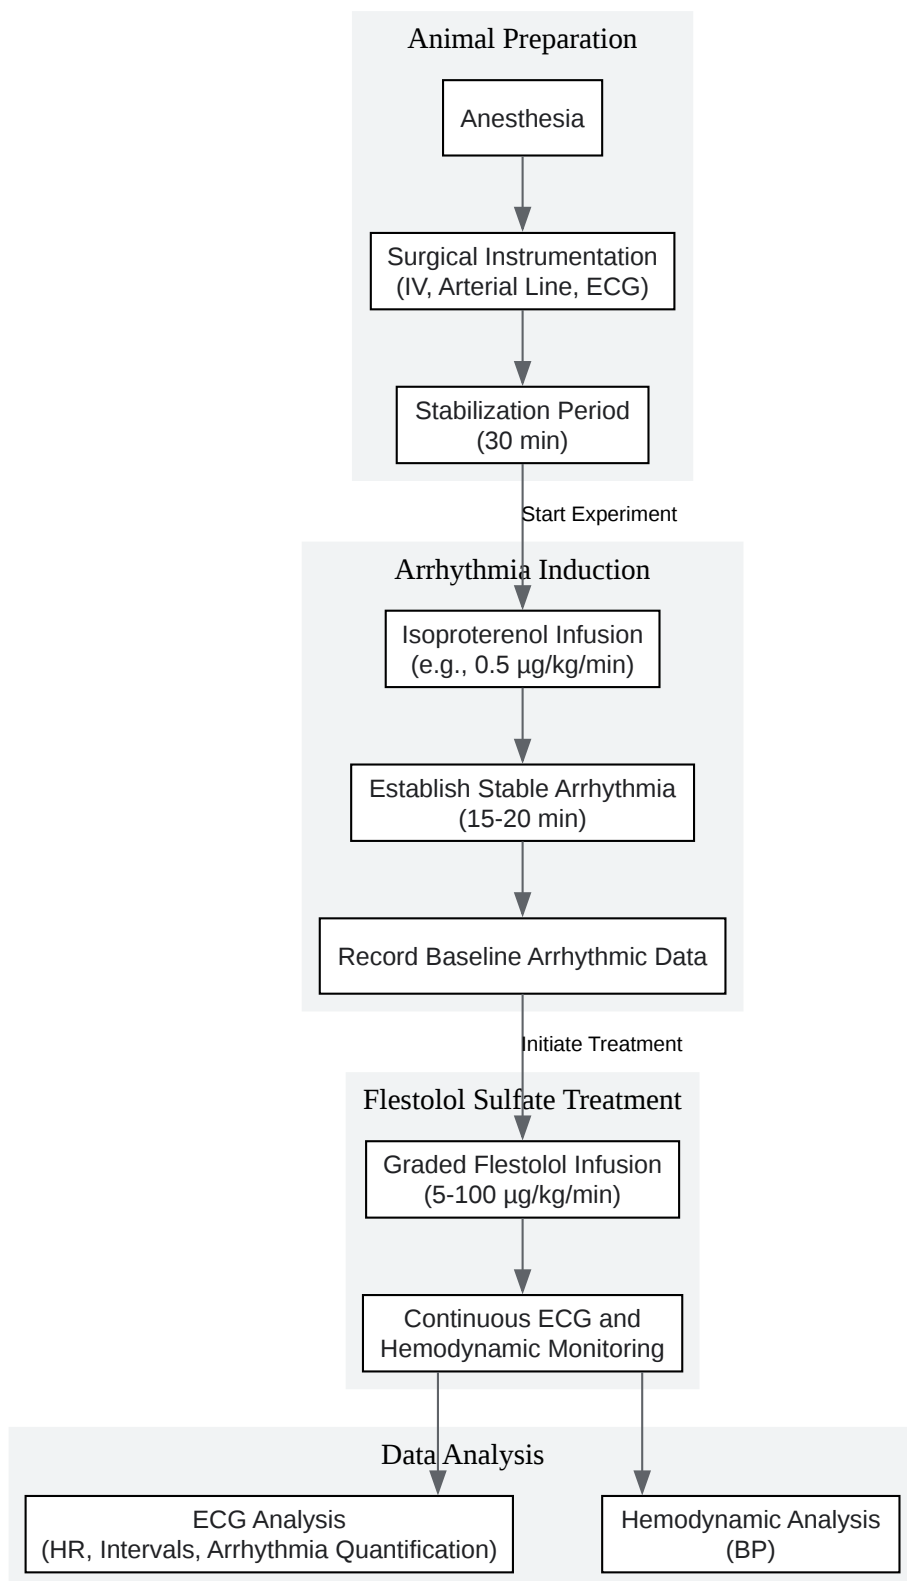 Animal Preparation
Anesthesia
Surgical Instrumentation
(IV, Arterial Line, ECG)
Stabilization Period
(30 min)
Start Experiment
Arrhythmia Induction
Isoproterenol Infusion
(e.g., 0.5 µg/kg/min)
Establish Stable Arrhythmia
(15-20 min)
Record Baseline Arrhythmic Data
Initiate Treatment
Flestolol Sulfate Treatment
Graded Flestolol Infusion
(5-100 µg/kg/min)
Continuous ECG and
Hemodynamic Monitoring
Data Analysis
ECG Analysis
(HR, Intervals, Arrhythmia Quantification)
Hemodynamic Analysis
(BP)